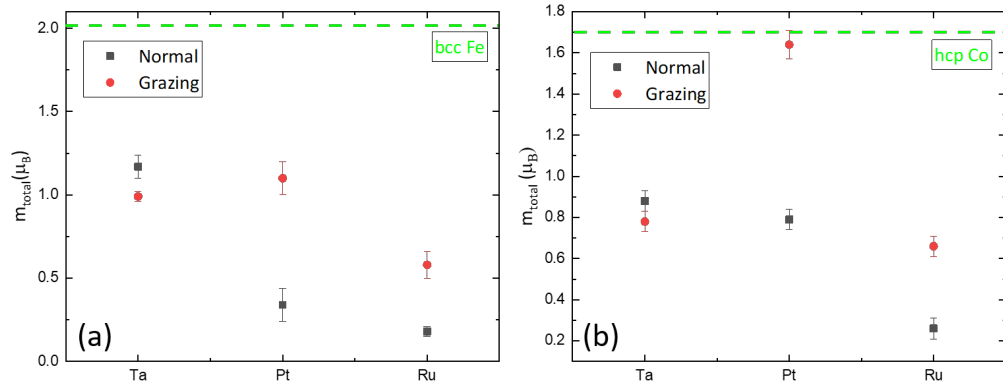 bcc Fe
Normal
Grazing
2.0
1.5
1.0
0.5
0.0
m_total(μ_B)
(a)
Ta
Pt
Ru
hcp Co
Normal
Grazing
1.8
1.6
1.4
1.2
1.0
0.8
0.6
0.4
0.2
m_total (μ_B)
(b)
Ta
Pt
Ru